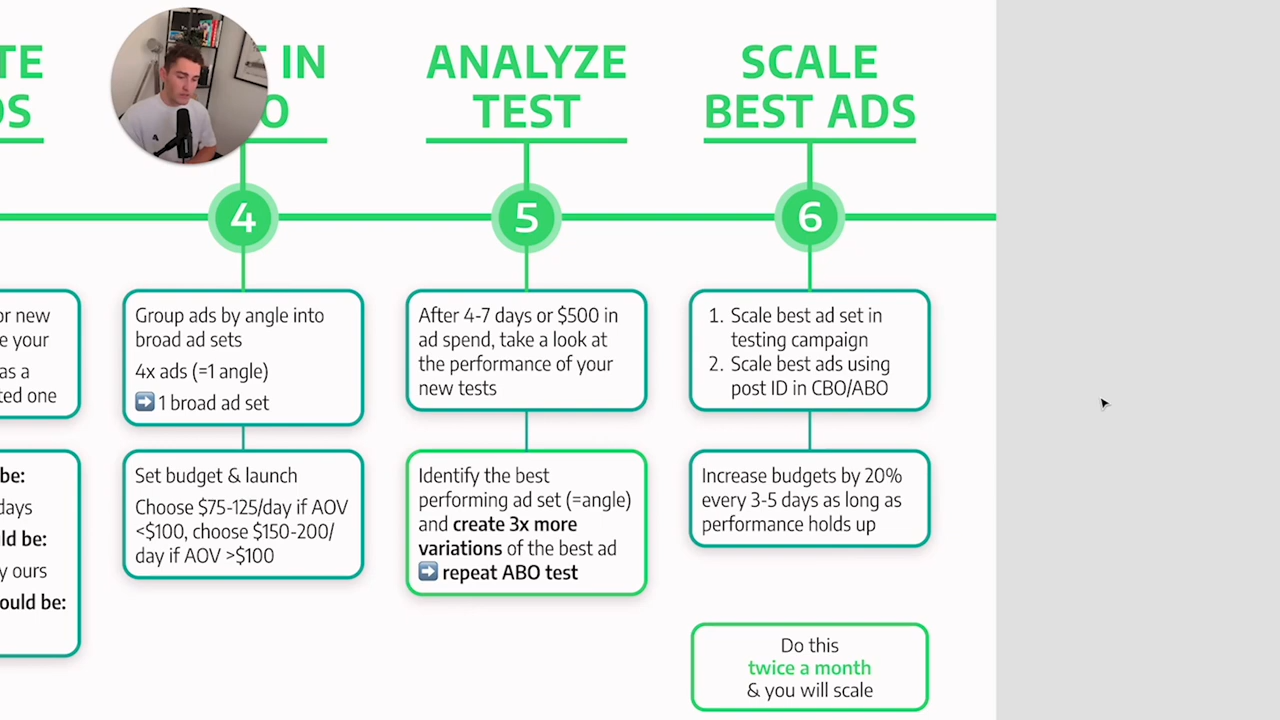 TE
DS
IN
O
ANALYZE
TEST
SCALE
BEST ADS
4
5
6
or new
e your
as a
ted one
be:
days
ld be:
y ours
ould be:
Group ads by angle into
broad ad sets
4x ads (=1 angle)
➡ 1 broad ad set
Set budget & launch
Choose $75-125/day if AOV
<$100, choose $150-200/
day if AOV >$100
After 4-7 days or $500 in
ad spend, take a look at
the performance of your
new tests
Identify the best
performing ad set (=angle)
and create 3x more
variations of the best ad
➡ repeat ABO test
1. Scale best ad set in
testing campaign
2. Scale best ads using
post ID in CBO/ABO
Increase budgets by 20%
every 3-5 days as long as
performance holds up
Do this
twice a month
& you will scale